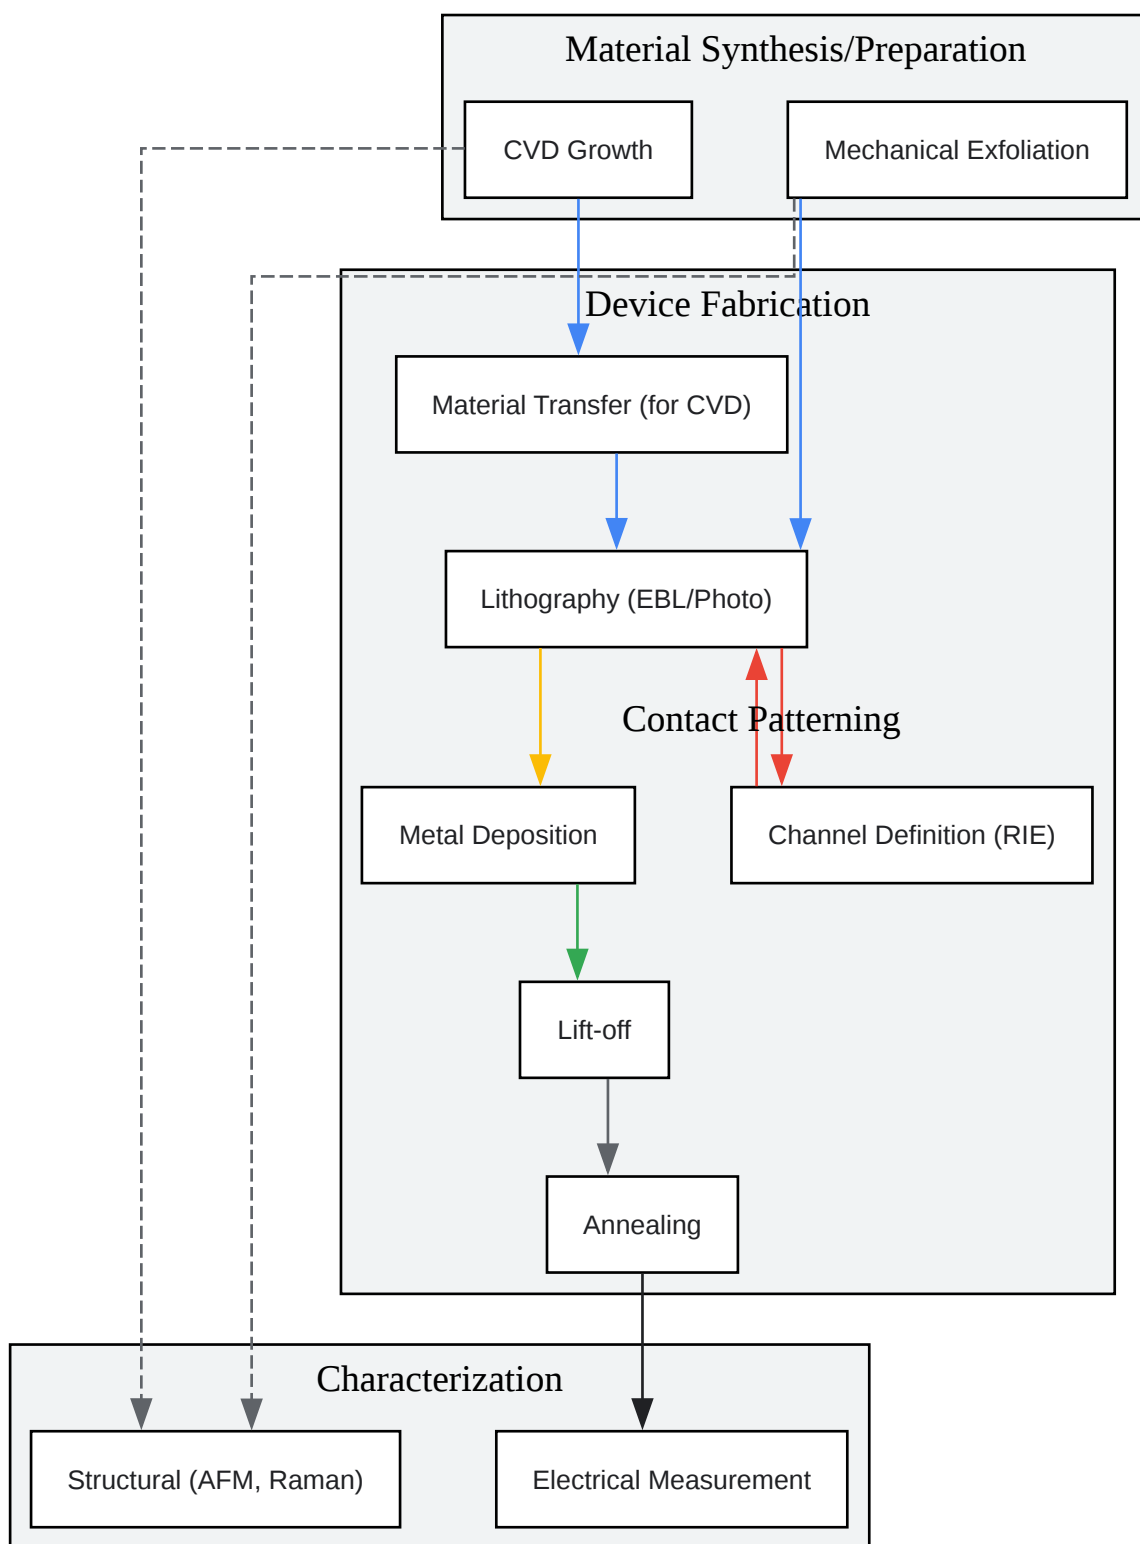 Material Synthesis/Preparation
CVD Growth
Mechanical Exfoliation
Device Fabrication
Material Transfer (for CVD)
Lithography (EBL/Photo)
Contact Patterning
Metal Deposition
Channel Definition (RIE)
Lift-off
Annealing
Characterization
Structural (AFM, Raman)
Electrical Measurement